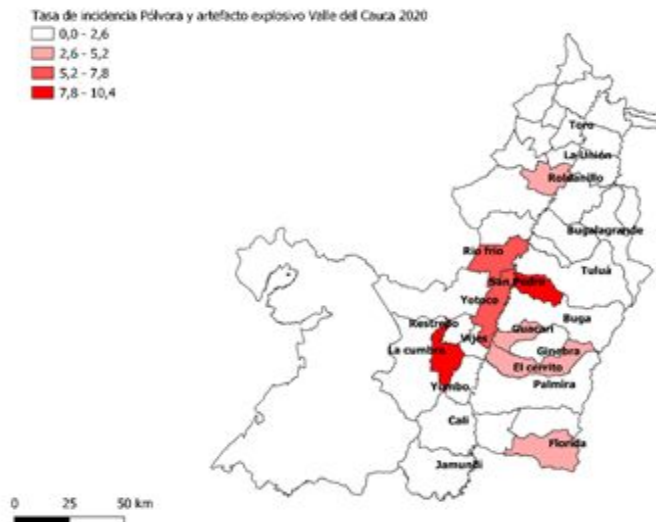 Tasa de incidencia Pólvora y artefacto explosivo Valle del Cauca 2020
0,0 - 2,6
2,6 - 5,2
5,2 - 7,8
7,8 - 10,4
Toro
La Unión
Roldanillo
Bugalagrande
Río frío
Tuluá
San Pedro
Yotoco
Buga
Restrepo
Guacarí
Vijes
La cumbre
Ginebra
El cerrito
Yumbo
Palmira
Cali
Florida
Jamundí
0 25 50 km